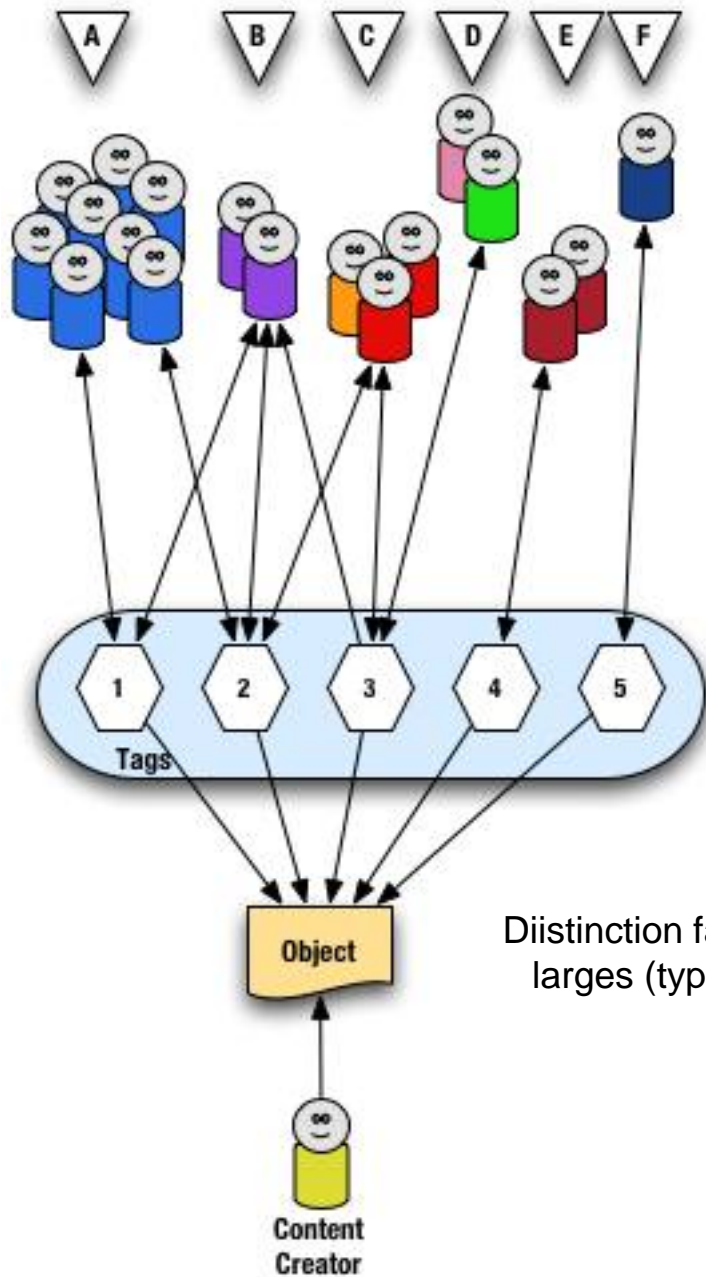 A B C D E F
1 2 3 4 5
Tags
Object
Diistinction fa
larges (typ
Content
Creator